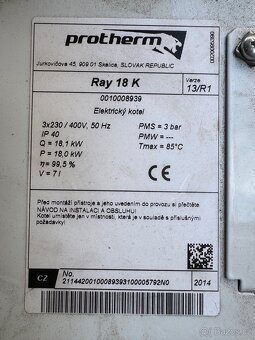 protherm
Jurkovičova 45, 909 01 Skalica, SLOVAK REPUBLIC
Ray 18 K
Verze
13/R1
0010008939
Elektrický kotel
3x230 / 400V, 50 Hz
PMS = 3 bar
IP 40
PMW = ---
Q = 18,1 kW
Tmax = 85°C
P = 18,0 kW
η = 99,5 %
V = 7 l
CE
Před montáží přístroje a jeho uvedením do provozu si přečtěte
NÁVOD NA INSTALACI A OBSLUHU!
Kotel umístěte jen v místnosti, která je v souladu s příslušnými
požadavky!
CZ
No.
21144200100089393100005792N0
2014